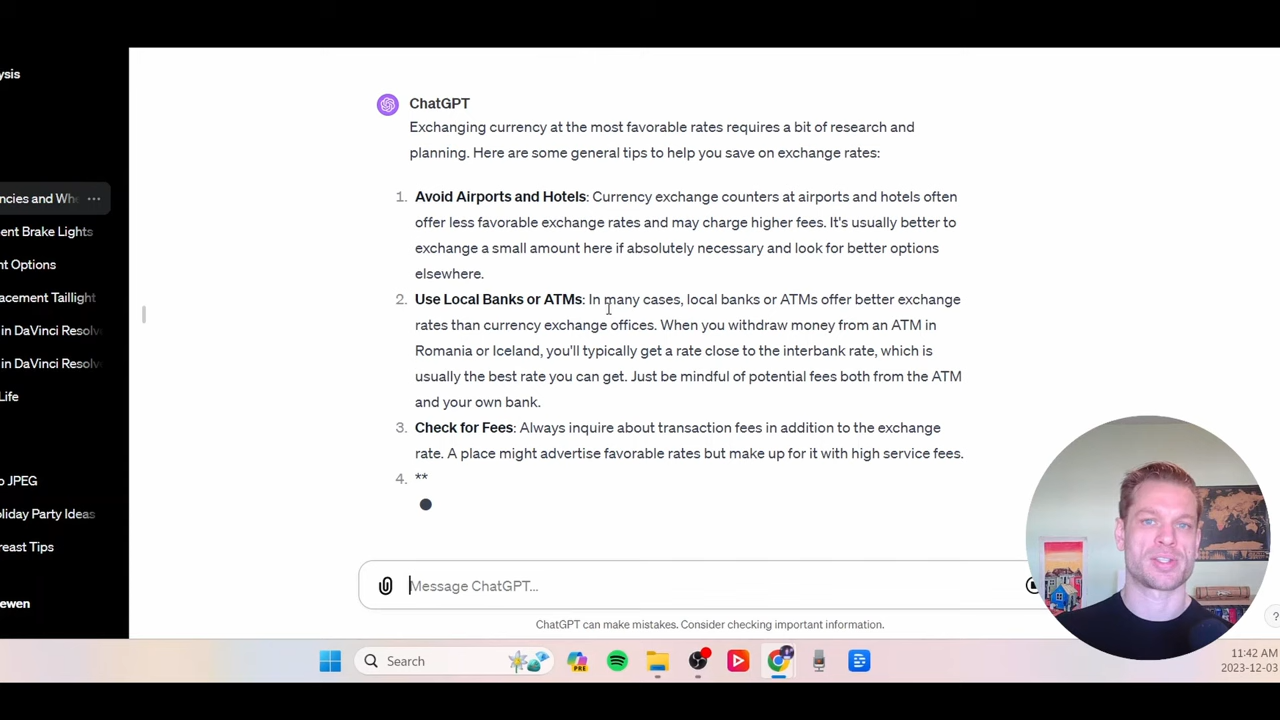 ysis
ncies and Whe ...
ent Brake Lights
nt Options
acement Taillight
in DaVinci Resolv
in DaVinci Resolv
Life
o JPEG
oliday Party Ideas
reast Tips
ewen
ChatGPT
Exchanging currency at the most favorable rates requires a bit of research and
planning. Here are some general tips to help you save on exchange rates:
1. Avoid Airports and Hotels: Currency exchange counters at airports and hotels often
offer less favorable exchange rates and may charge higher fees. It's usually better to
exchange a small amount here if absolutely necessary and look for better options
elsewhere.
2. Use Local Banks or ATMs: In many cases, local banks or ATMs offer better exchange
rates than currency exchange offices. When you withdraw money from an ATM in
Romania or Iceland, you'll typically get a rate close to the interbank rate, which is
usually the best rate you can get. Just be mindful of potential fees both from the ATM
and your own bank.
3. Check for Fees: Always inquire about transaction fees in addition to the exchange
rate. A place might advertise favorable rates but make up for it with high service fees.
4. **
Message ChatGPT...
ChatGPT can make mistakes. Consider checking important information.
?
Search
PRE
11:42 AM
2023-12-03